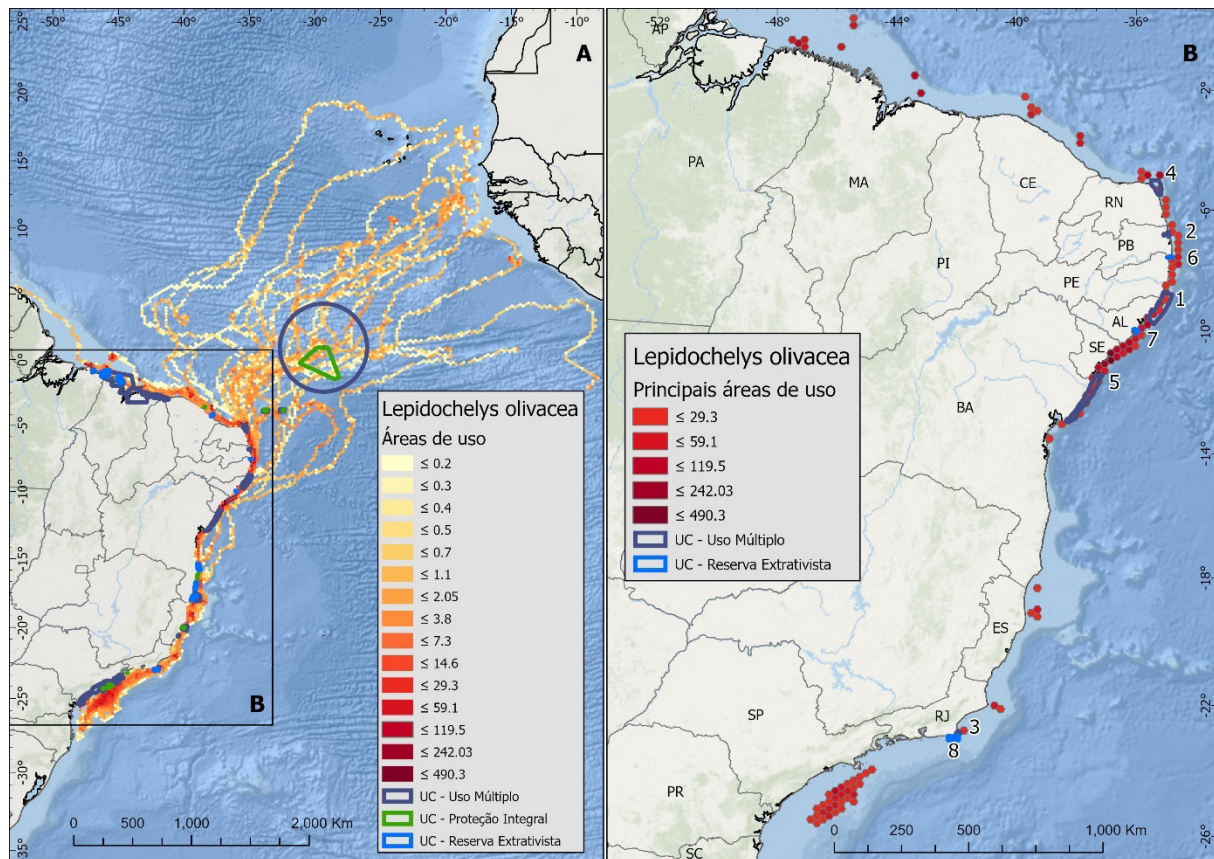 -50°
-45°
-40°
-35°
-30°
-25°
-20°
-15°
-10°
A
20°
15°
10°
5°
0°
-5°
-10°
-15°
-20°
-25°
-30°
-35°
B
Lepidochelys olivacea
Áreas de uso
≤ 0.2
≤ 0.3
≤ 0.4
≤ 0.5
≤ 0.7
≤ 1.1
≤ 2.05
≤ 3.8
≤ 7.3
≤ 14.6
≤ 29.3
≤ 59.1
≤ 119.5
≤ 242.03
≤ 490.3
UC - Uso Múltiplo
UC - Proteção Integral
UC - Reserva Extrativista
0 500 1,000 2,000 Km
-52°
-48°
-44°
-40°
-36°
B
-2°
-6°
-10°
-14°
-18°
-22°
-26°
AP
PA
MA
CE
RN
PB
PI
PE
AL
SE
BA
ES
RJ
SP
PR
SC
4
2
6
1
7
5
3
8
Lepidochelys olivacea
Principais áreas de uso
≤ 29.3
≤ 59.1
≤ 119.5
≤ 242.03
≤ 490.3
UC - Uso Múltiplo
UC - Reserva Extrativista
0 250 500 1,000 Km